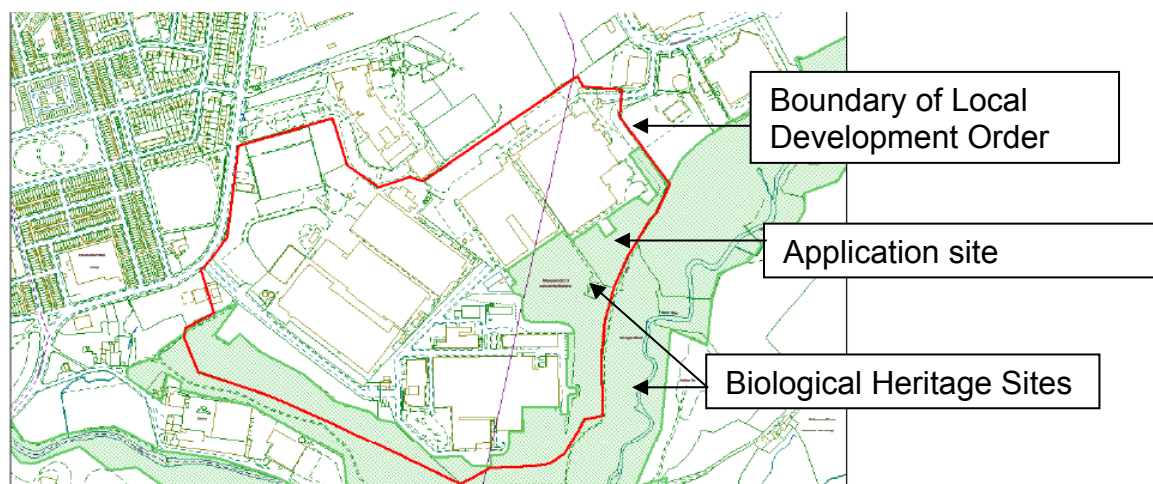 Boundary of Local
Development Order
Application site
Biological Heritage Sites